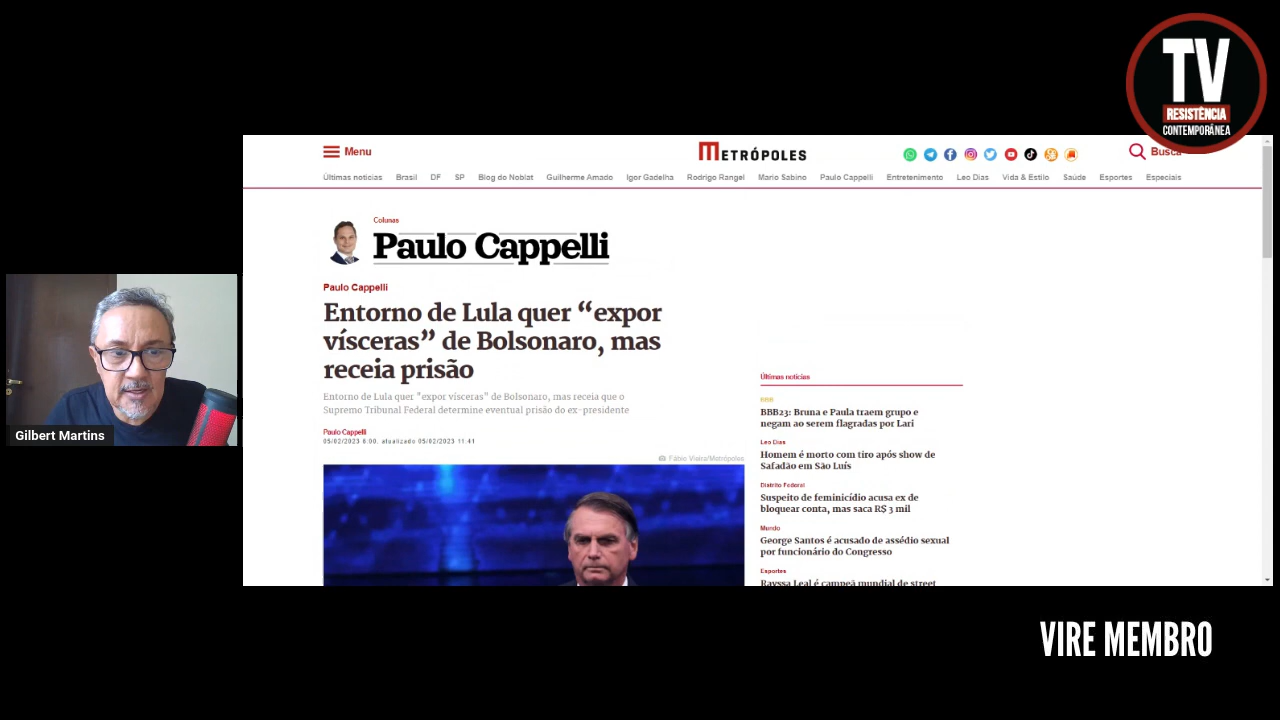 TV
RESISTÊNCIA
CONTEMPORÂNEA
Menu
METRÓPOLES
Busca
Últimas notícias Brasil DF SP Blog do Noblat Guilherme Amado Igor Gadelha Rodrigo Rangel Mario Sabino Paulo Cappelli Entretenimento Leo Dias Vida & Estilo Saúde Esportes Especiais
Colunas
Paulo Cappelli
Paulo Cappelli
Entorno de Lula quer “expor
vísceras” de Bolsonaro, mas
receia prisão
Entorno de Lula quer "expor vísceras" de Bolsonaro, mas receia que o
Supremo Tribunal Federal determine eventual prisão do ex-presidente
Paulo Cappelli
05/02/2023 6:00, atualizado 05/02/2023 11:41
Fábio Vieira/Metrópoles
Últimas notícias
BBB
BBB23: Bruna e Paula traem grupo e
negam ao serem flagradas por Lari
Leo Dias
Homem é morto com tiro após show de
Safadão em São Luís
Distrito Federal
Suspeito de feminicídio acusa ex de
bloquear conta, mas saca R$ 3 mil
Mundo
George Santos é acusado de assédio sexual
por funcionário do Congresso
Esportes
Rayssa Leal é campeã mundial de street
Gilbert Martins
VIRE MEMBRO